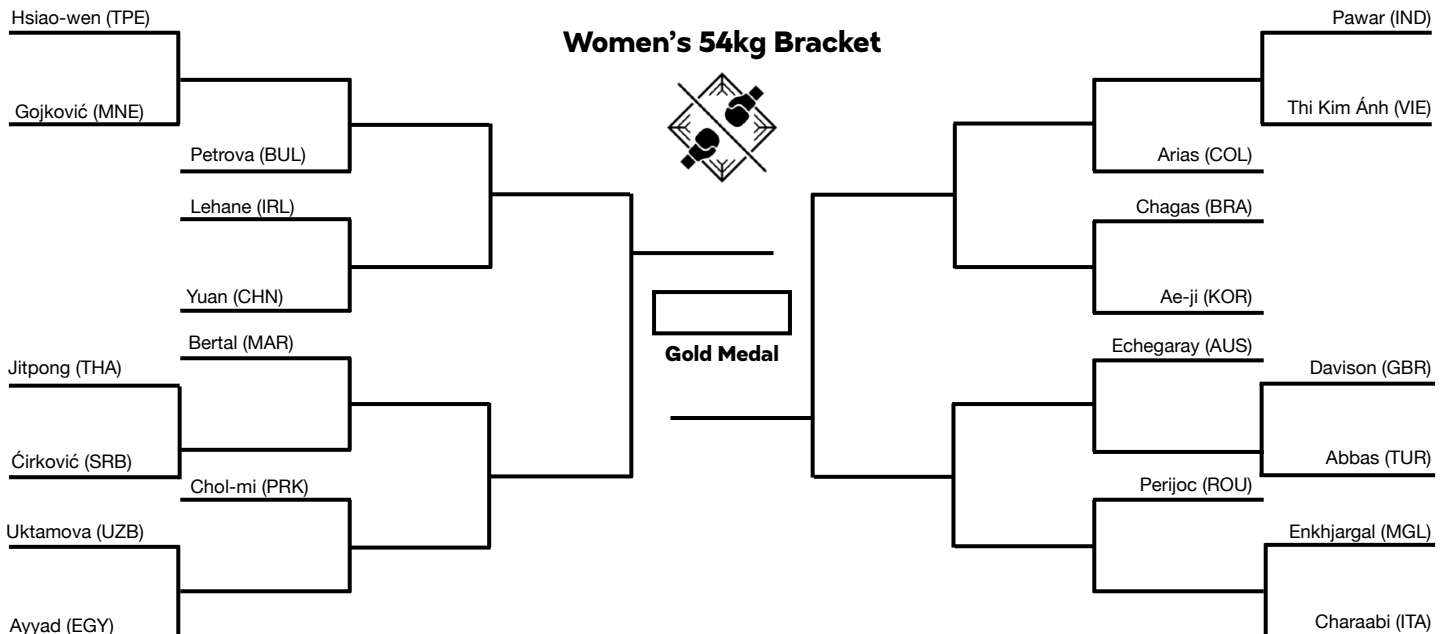 Hsiao-wen (TPE)
Gojković (MNE)
Petrova (BUL)
Lehane (IRL)
Yuan (CHN)
Bertal (MAR)
Jitpong (THA)
Ćirković (SRB)
Chol-mi (PRK)
Uktamova (UZB)
Ayyad (EGY)
Women’s 54kg Bracket
Gold Medal
Pawar (IND)
Thi Kim Ánh (VIE)
Arias (COL)
Chagas (BRA)
Ae-ji (KOR)
Echegaray (AUS)
Davison (GBR)
Abbas (TUR)
Perijoc (ROU)
Enkhjargal (MGL)
Charaabi (ITA)